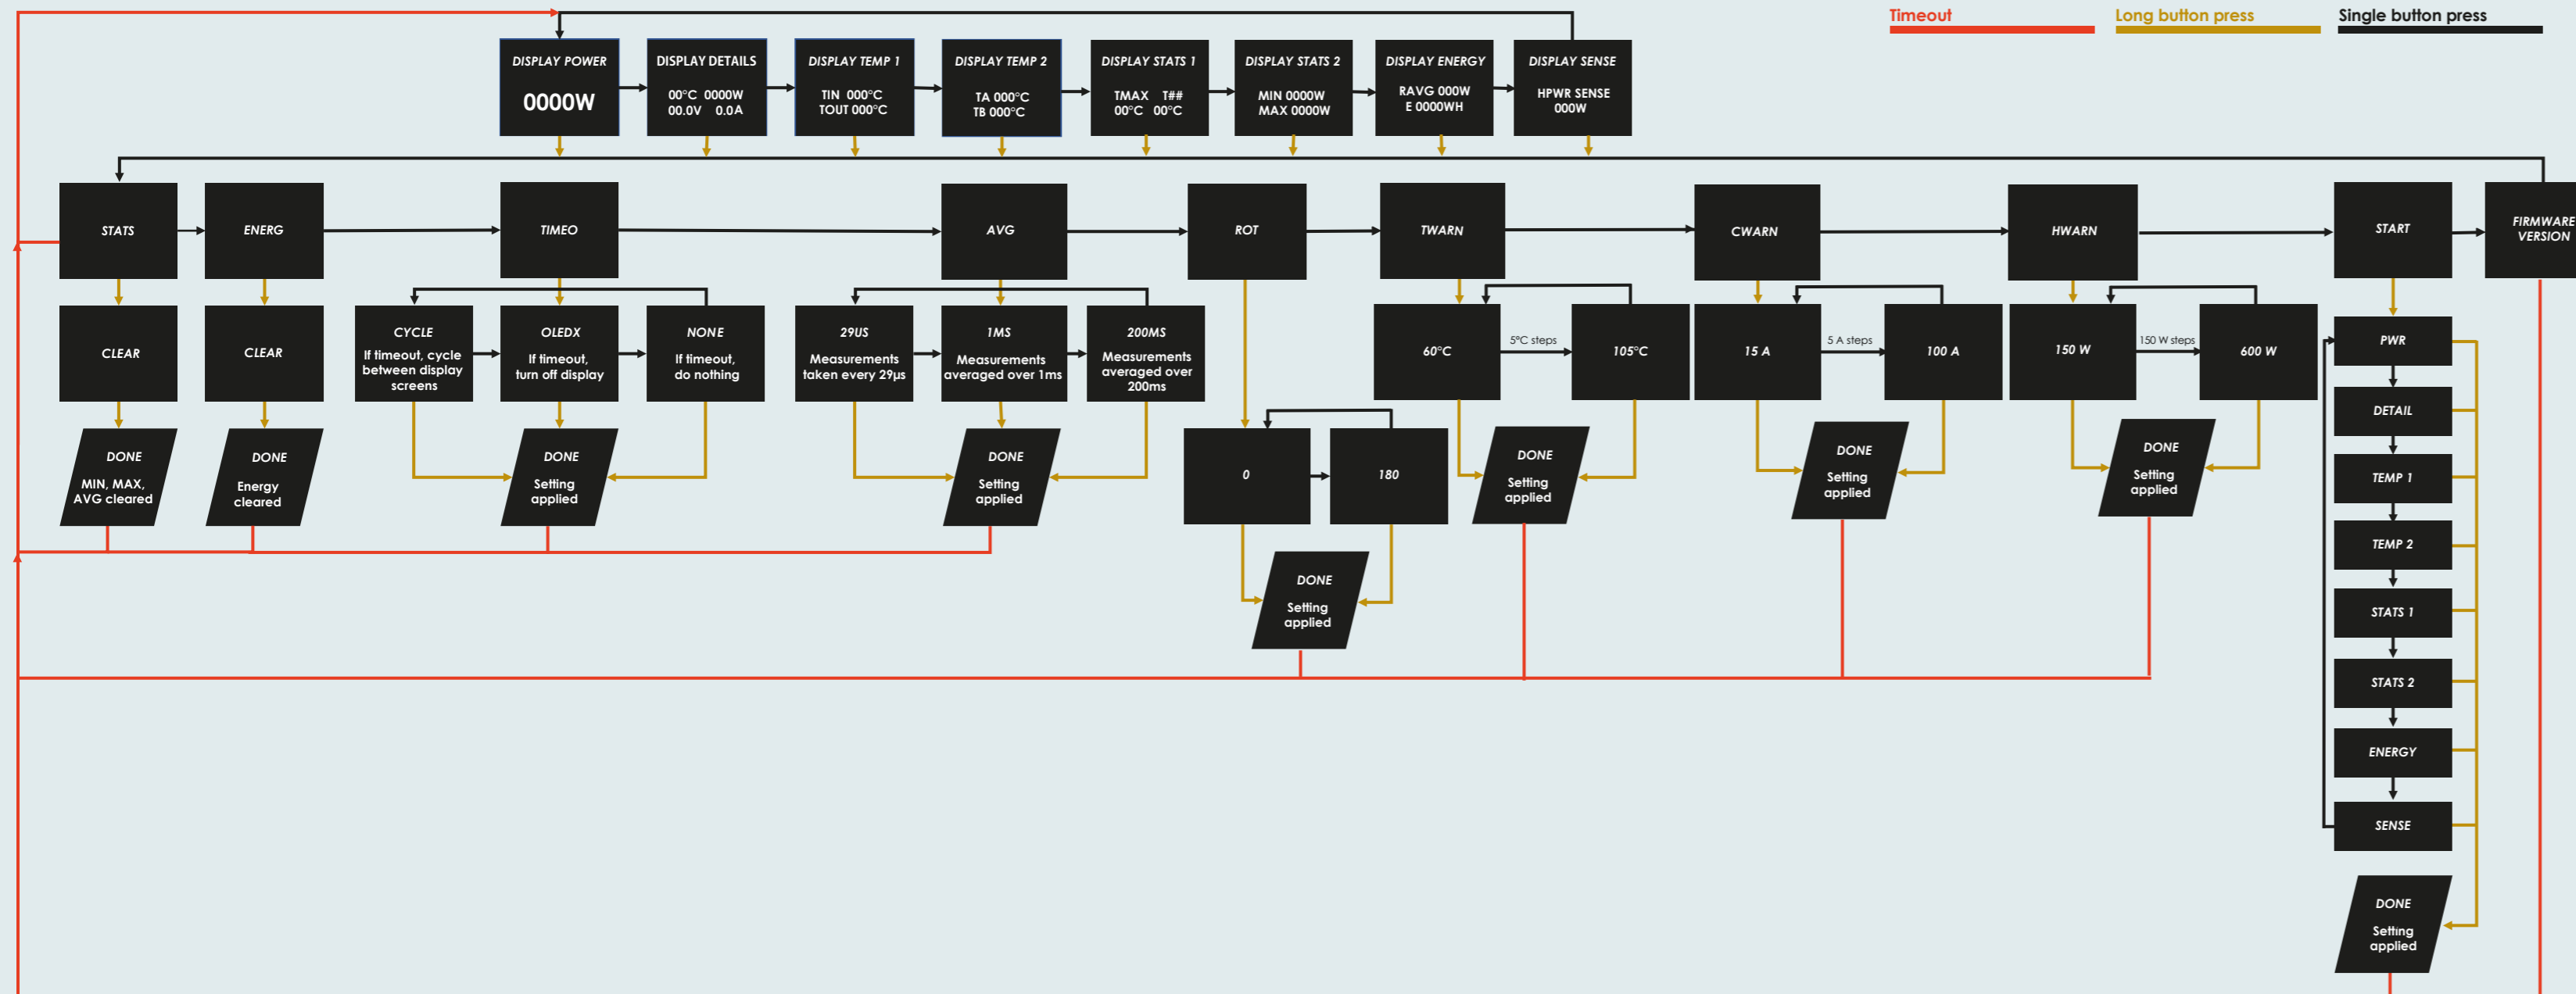 Timeout
Long button press
Single button press
DISPLAY POWER
0000W
DISPLAY DETAILS
00°C 0000W
00.0V 0.0A
DISPLAY TEMP 1
TIN 000°C
TOUT 000°C
DISPLAY TEMP 2
TA 000°C
TB 000°C
DISPLAY STATS 1
TMAX T##
00°C 00°C
DISPLAY STATS 2
MIN 0000W
MAX 0000W
DISPLAY ENERGY
RAVG 000W
E 0000WH
DISPLAY SENSE
HPWR SENSE
000W
STATS
ENERG
TIMEO
AVG
ROT
TWARN
CWARN
HWARN
START
FIRMWARE
VERSION
CLEAR
CLEAR
CYCLE
If timeout, cycle
between display
screens
OLEDX
If timeout,
turn off display
NONE
If timeout,
do nothing
29US
Measurements
taken every 29µs
1MS
Measurements
averaged over 1ms
200MS
Measurements
averaged over
200ms
60°C
5°C steps
105°C
15 A
5 A steps
100 A
150 W
150 W steps
600 W
PWR
DETAIL
TEMP 1
TEMP 2
STATS 1
STATS 2
ENERGY
SENSE
DONE
MIN, MAX,
AVG cleared
DONE
Energy
cleared
DONE
Setting
applied
DONE
Setting
applied
0
180
DONE
Setting
applied
DONE
Setting
applied
DONE
Setting
applied
DONE
Setting
applied
DONE
Setting
applied